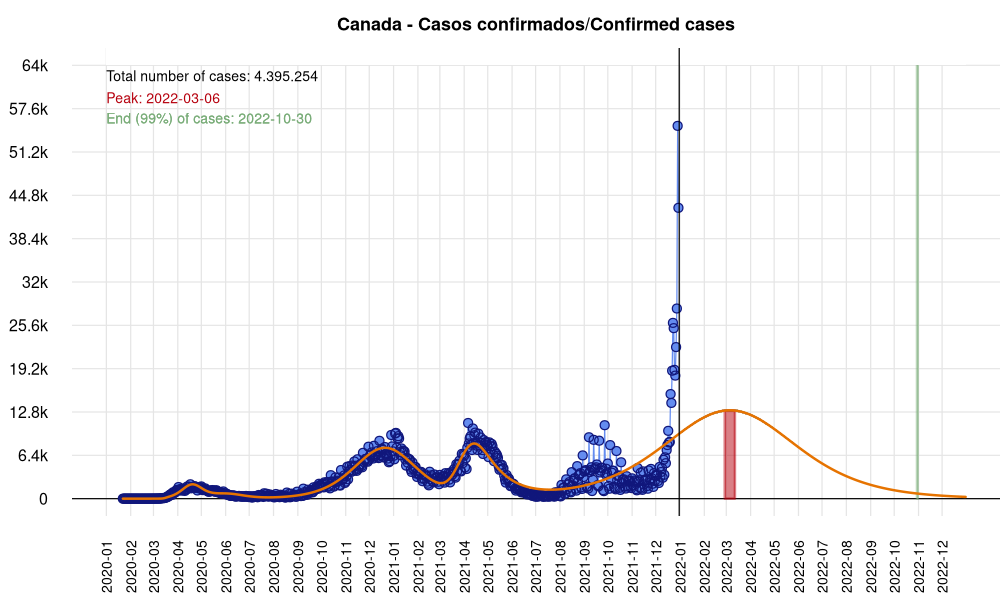 Canada - Casos confirmados/Confirmed cases
64k
Total number of cases: 4.395.254
Peak: 2022-03-06
57.6k
End (99%) of cases: 2022-10-30
51.2k
44.8k
38.4k
32k
25.6k
19.2k
12.8k
6.4k
0
2020-01
2020-02
2020-03
2020-04
2020-05
2020-06
2020-07
2020-08
2020-09
2020-10
2020-11
2020-12
2021-01
2021-02
2021-03
2021-04
2021-05
2021-06
2021-07
2021-08
2021-09
2021-10
2021-11
2021-12
2022-01
2022-02
2022-03
2022-04
2022-05
2022-06
2022-07
2022-08
2022-09
2022-10
2022-11
2022-12